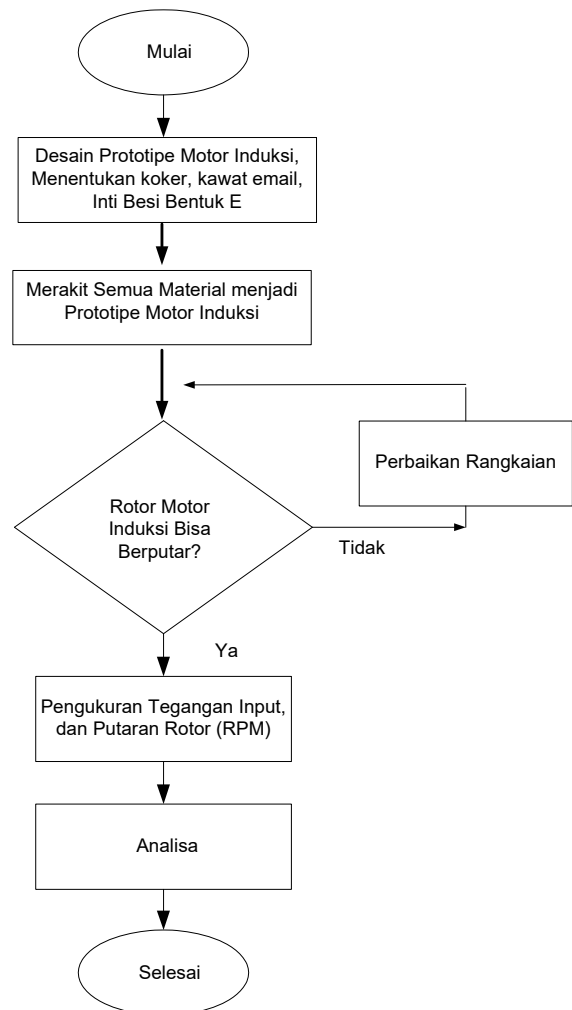 Mulai
Desain Prototipe Motor Induksi,
Menentukan koker, kawat email,
Inti Besi Bentuk E
Merakit Semua Material menjadi
Prototipe Motor Induksi
Perbaikan Rangkaian
Rotor Motor
Induksi Bisa
Berputar?
Tidak
Ya
Pengukuran Tegangan Input,
dan Putaran Rotor (RPM)
Analisa
Selesai